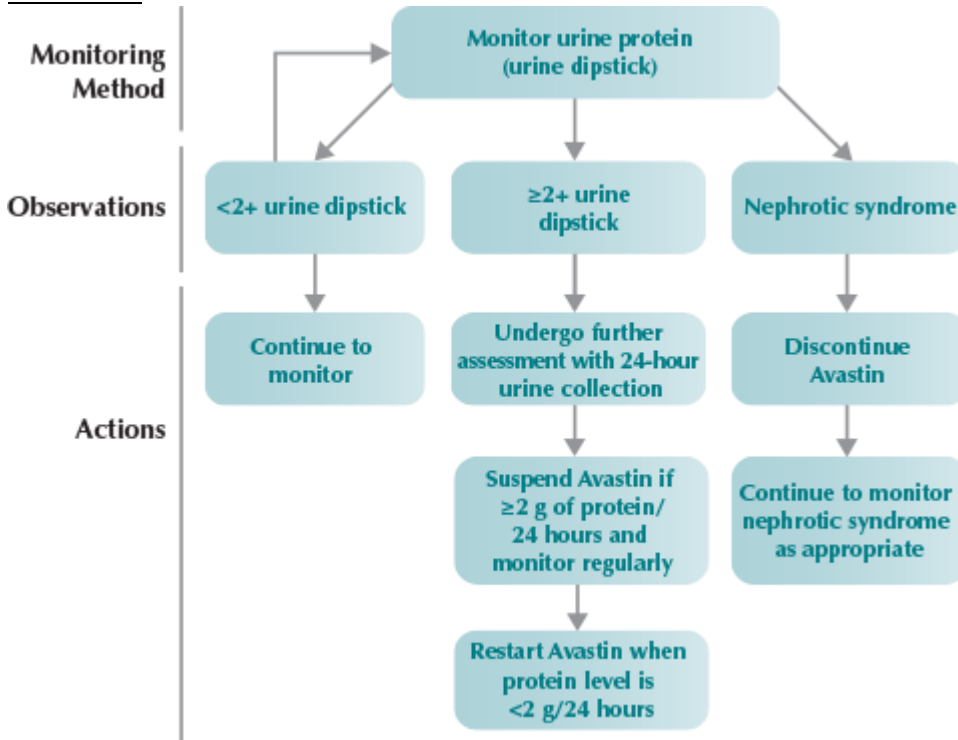 Monitoring
Method
Monitor urine protein
(urine dipstick)
Observations
<2+ urine dipstick
≥2+ urine
dipstick
Nephrotic syndrome
Actions
Continue to
monitor
Undergo further
assessment with 24-hour
urine collection
Discontinue
Avastin
Suspend Avastin if
≥2 g of protein/
24 hours and
monitor regularly
Continue to monitor
nephrotic syndrome
as appropriate
Restart Avastin when
protein level is
<2 g/24 hours